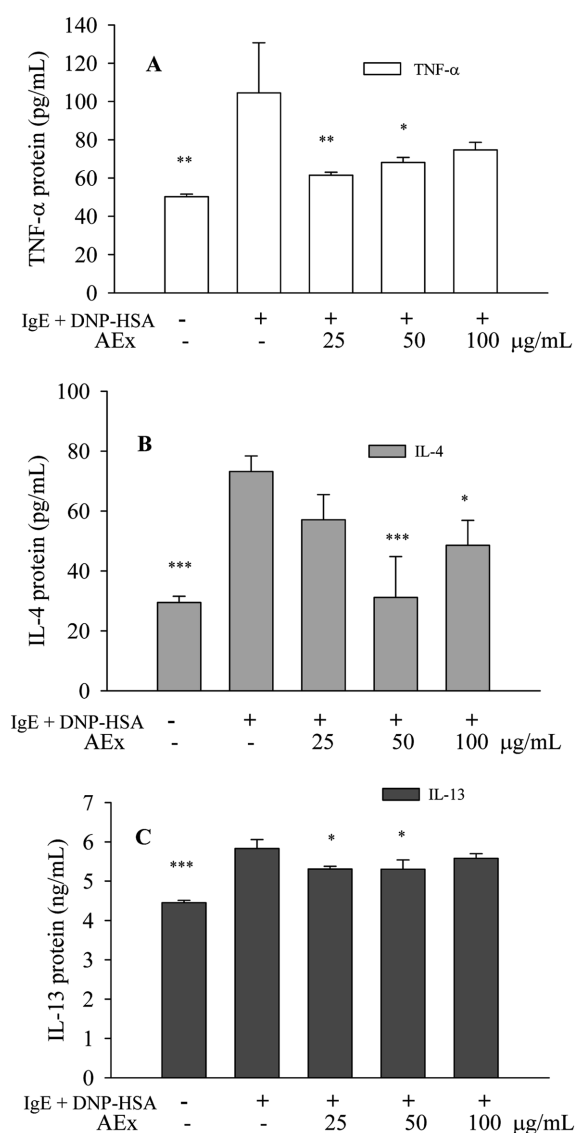 140
120
100
80
60
40
20
0
TNF-α protein (pg/mL)
A
TNF-α
**
**
*
IgE + DNP-HSA - + + + +
AEx - - 25 50 100 μg/mL
100
80
60
40
20
0
IL-4 protein (pg/mL)
B
IL-4
***
***
*
IgE + DNP-HSA - + + + +
AEx - - 25 50 100 μg/mL
7
6
5
4
3
2
1
0
IL-13 protein (ng/mL)
C
IL-13
***
*
*
IgE + DNP-HSA - + + + +
AEx - - 25 50 100 μg/mL